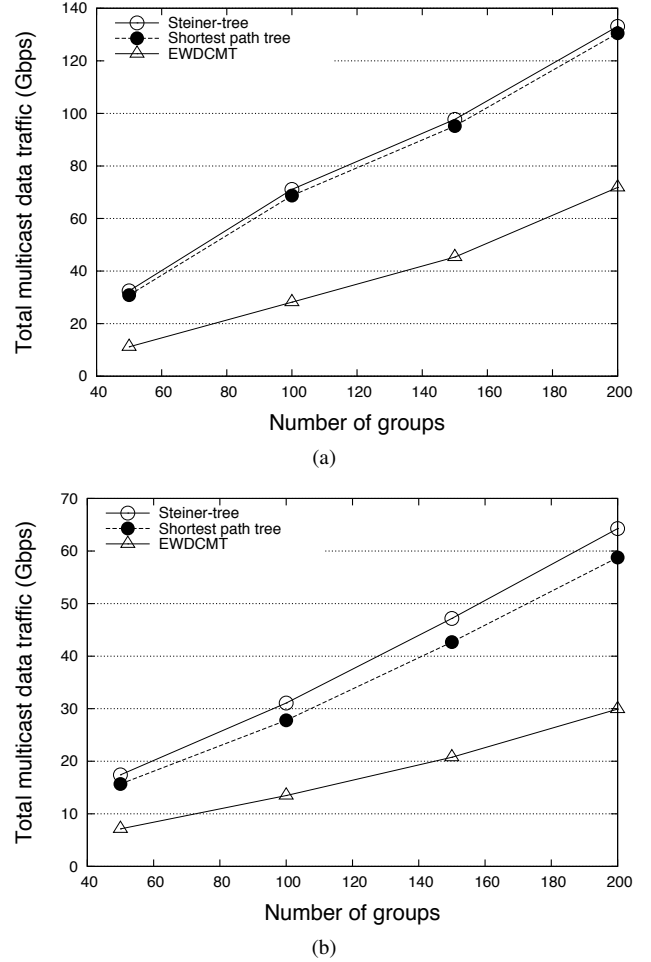 Total multicast data traffic (Gbps)
140
120
100
80
60
40
20
0
Steiner-tree
Shortest path tree
EWDCMT
40 60 80 100 120 140 160 180 200
Number of groups
(a)
Total multicast data traffic (Gbps)
70
60
50
40
30
20
10
0
Steiner-tree
Shortest path tree
EWDCMT
40 60 80 100 120 140 160 180 200
Number of groups
(b)